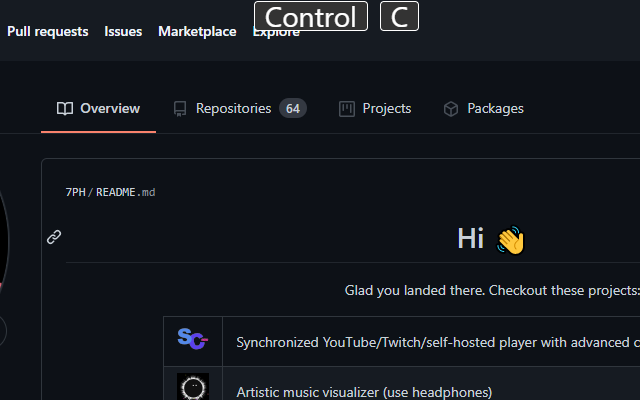 Control C
Pull requests Issues Marketplace Explore
Overview Repositories 64 Projects Packages
7PH/README.md
Hi 👋
Glad you landed there. Checkout these projects:
SC
Synchronized YouTube/Twitch/self-hosted player with advanced c
Artistic music visualizer (use headphones)